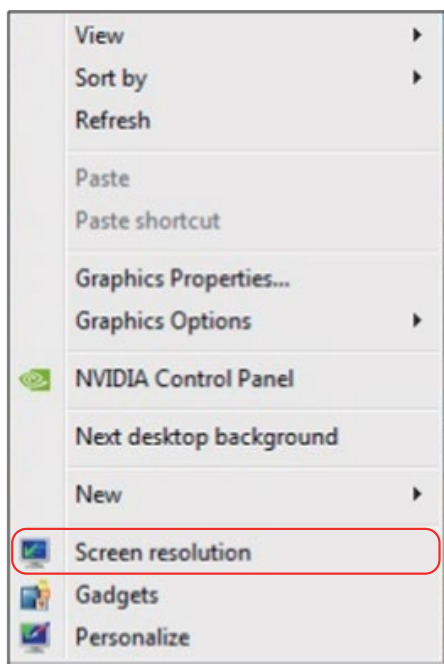 View
Sort by
Refresh
Paste
Paste shortcut
Graphics Properties...
Graphics Options
NVIDIA Control Panel
Next desktop background
New
Screen resolution
Gadgets
Personalize